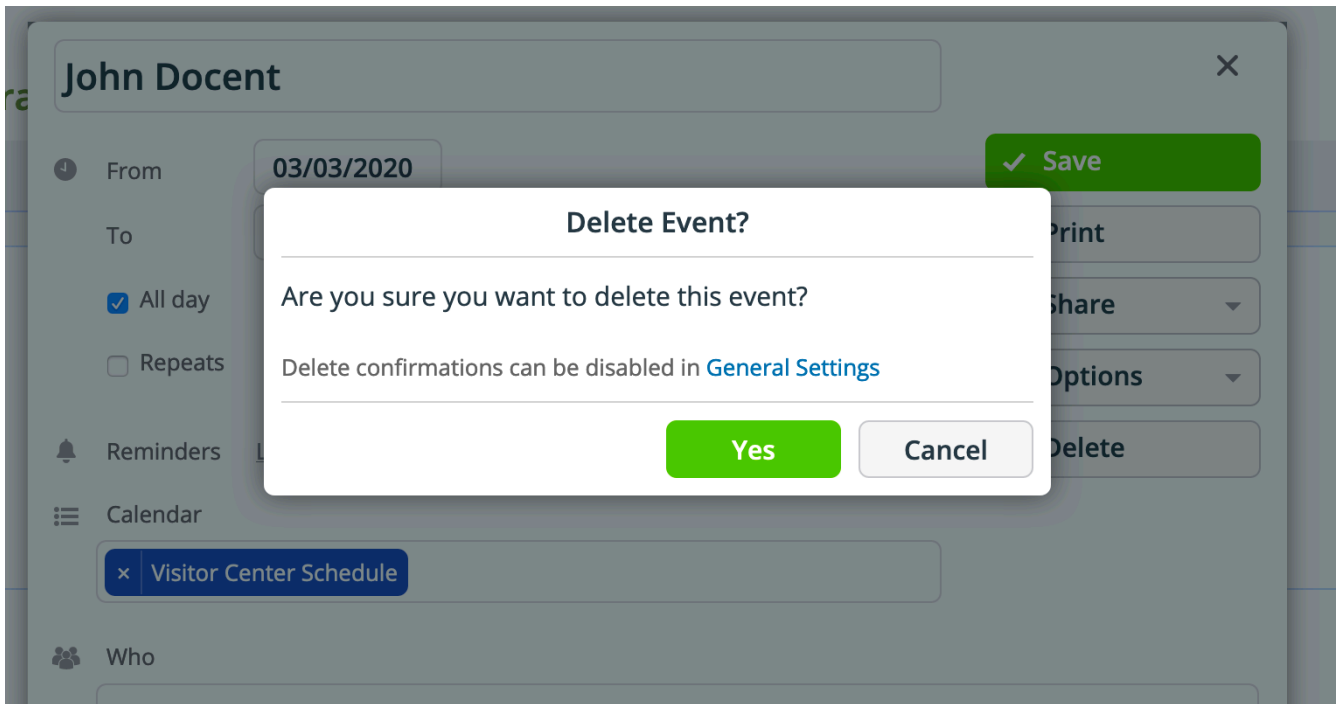 John Docent
From 03/03/2020
Save
To
Print
Delete Event?
All day
Are you sure you want to delete this event?
Share
Repeats
Delete confirmations can be disabled in General Settings
Options
Reminders
Yes
Cancel
Delete
Calendar
× Visitor Center Schedule
Who